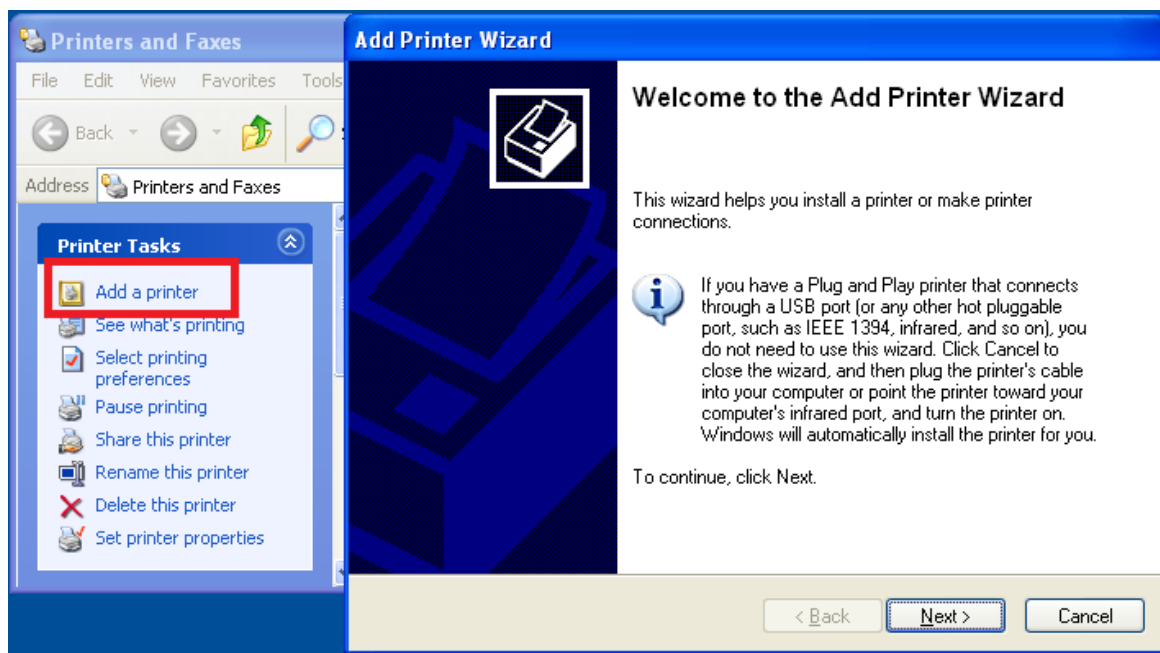 Printers and Faxes
File Edit View Favorites Tools
Back
Address Printers and Faxes
Printer Tasks
Add a printer
See what's printing
Select printing
preferences
Pause printing
Share this printer
Rename this printer
Delete this printer
Set printer properties
Add Printer Wizard
Welcome to the Add Printer Wizard
This wizard helps you install a printer or make printer
connections.
If you have a Plug and Play printer that connects
through a USB port (or any other hot pluggable
port, such as IEEE 1394, infrared, and so on), you
do not need to use this wizard. Click Cancel to
close the wizard, and then plug the printer's cable
into your computer or point the printer toward your
computer's infrared port, and turn the printer on.
Windows will automatically install the printer for you.
To continue, click Next.
< Back Next > Cancel